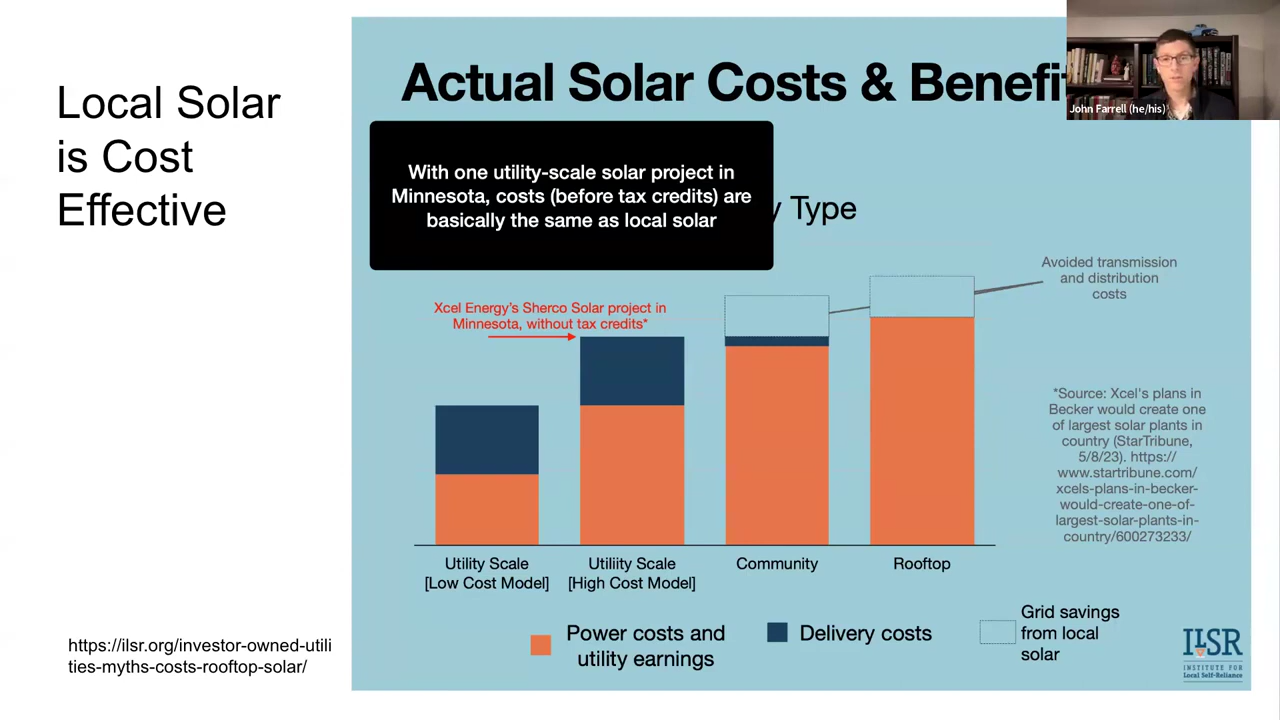 Local Solar
is Cost
Effective
Actual Solar Costs & Benefi
John Farrell (he/his)
With one utility-scale solar project in
Minnesota, costs (before tax credits) are
basically the same as local solar
Type
Avoided transmission
and distribution
costs
Xcel Energy's Sherco Solar project in
Minnesota, without tax credits*
*Source: Xcel's plans in
Becker would create one
of largest solar plants in
country (StarTribune,
5/8/23). https://
www.startribune.com/
xcels-plans-in-becker-
would-create-one-of-
largest-solar-plants-in-
country/600273233/
Utility Scale
[Low Cost Model]
Utiliity Scale
[High Cost Model]
Community
Rooftop
Power costs and
utility earnings
Delivery costs
Grid savings
from local
solar
https://ilsr.org/investor-owned-utili
ties-myths-costs-rooftop-solar/
ILSR
INSTITUTE FOR
Local Self-Reliance